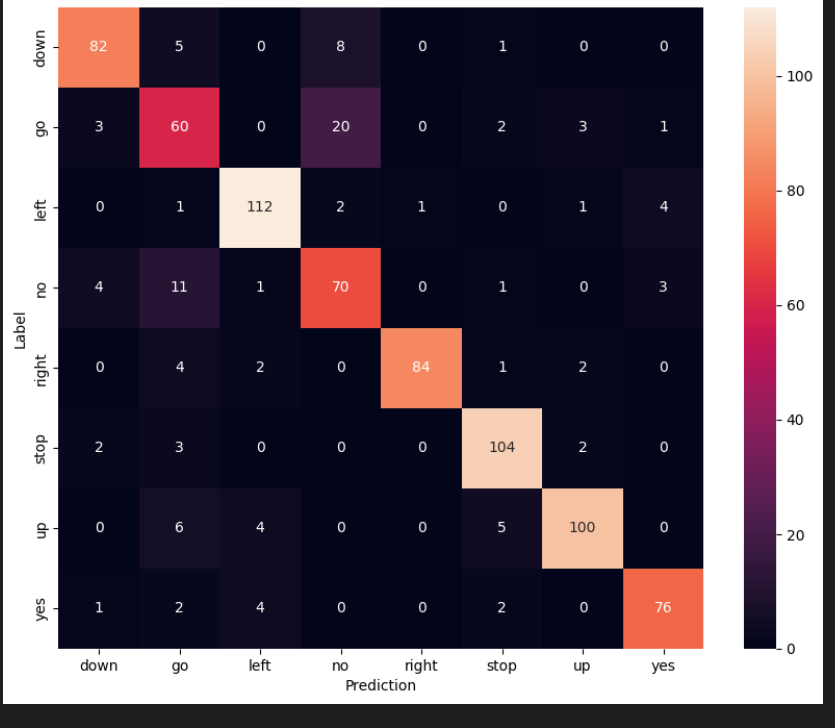 down 82 5 0 8 0 1 0 0
go 3 60 0 20 0 2 3 1
left 0 1 112 2 1 0 1 4
no 4 11 1 70 0 1 0 3
right 0 4 2 0 84 1 2 0
stop 2 3 0 0 0 104 2 0
up 0 6 4 0 0 5 100 0
yes 1 2 4 0 0 2 0 76
Label
down go left no right stop up yes
Prediction
100
80
60
40
20
0